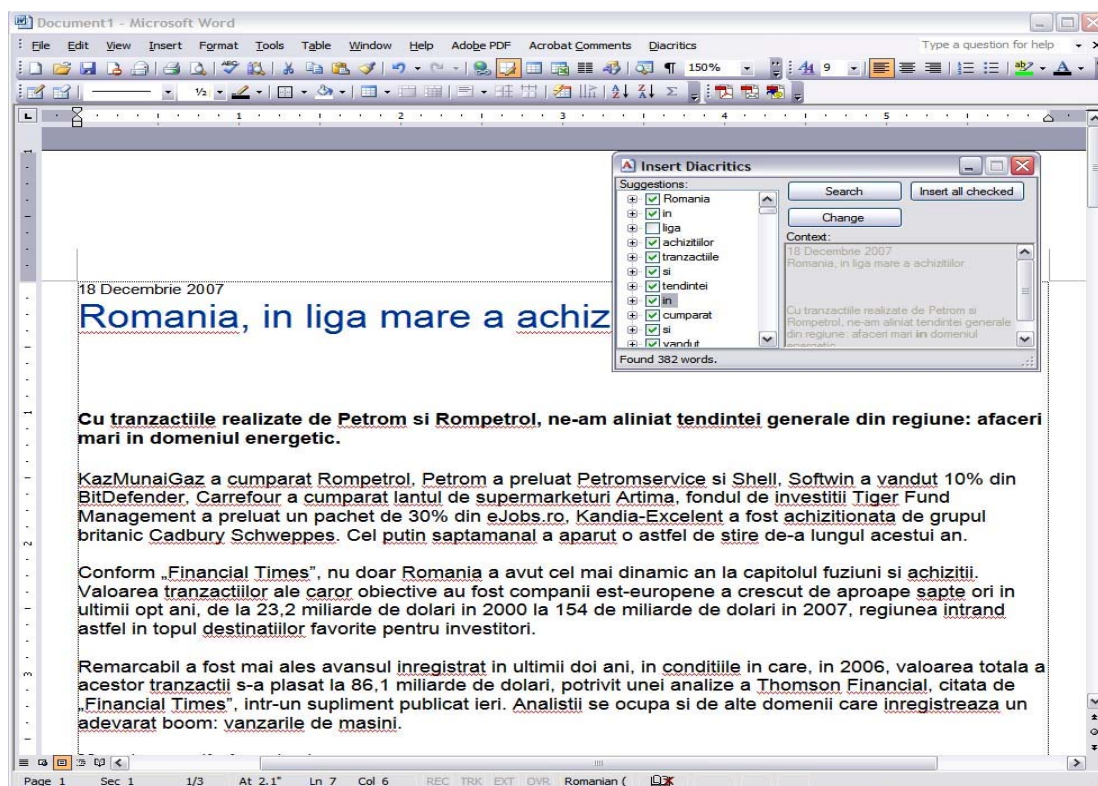 Document1 - Microsoft Word
File Edit View Insert Format Tools Table Window Help Adobe PDF Acrobat Comments Diacritics Type a question for help
150% 9
½
1 2 3 4 5
Insert Diacritics
Suggestions:
Romania
in
liga
achizitiilor
tranzactiile
si
tendintei
in
cumparat
si
vandut
Search Insert all checked
Change
Context:
18 Decembrie 2007
Romania, in liga mare a achizitiilor
Cu tranzactiile realizate de Petrom si
Rompetrol, ne-am aliniat tendintei generale
din regiune: afaceri mari in domeniul
energetic
Found 382 words.
18 Decembrie 2007
Romania, in liga mare a achiz
Cu tranzactiile realizate de Petrom si Rompetrol, ne-am aliniat tendintei generale din regiune: afaceri
mari in domeniul energetic.
KazMunaiGaz a cumparat Rompetrol, Petrom a preluat Petromservice si Shell, Softwin a vandut 10% din
BitDefender, Carrefour a cumparat lantul de supermarketuri Artima, fondul de investitii Tiger Fund
Management a preluat un pachet de 30% din eJobs.ro, Kandia-Excelent a fost achizitionata de grupul
britanic Cadbury Schweppes. Cel putin saptamanal a aparut o astfel de stire de-a lungul acestui an.
Conform „Financial Times”, nu doar Romania a avut cel mai dinamic an la capitolul fuziuni si achizitii.
Valoarea tranzactiilor ale caror obiective au fost companii est-europene a crescut de aproape sapte ori in
ultimii opt ani, de la 23,2 miliarde de dolari in 2000 la 154 de miliarde de dolari in 2007, regiunea intrand
astfel in topul destinatiilor favorite pentru investitori.
Remarcabil a fost mai ales avansul inregistrat in ultimii doi ani, in conditiile in care, in 2006, valoarea totala a
acestor tranzactii s-a plasat la 86,1 miliarde de dolari, potrivit unei analize a Thomson Financial, citata de
„Financial Times”, intr-un supliment publicat ieri. Analistii se ocupa si de alte domenii care inregistreaza un
adevarat boom: vanzarile de masini.
Page 1 Sec 1 1/3 At 2.1" Ln 7 Col 6 REC TRK EXT OVR Romanian (